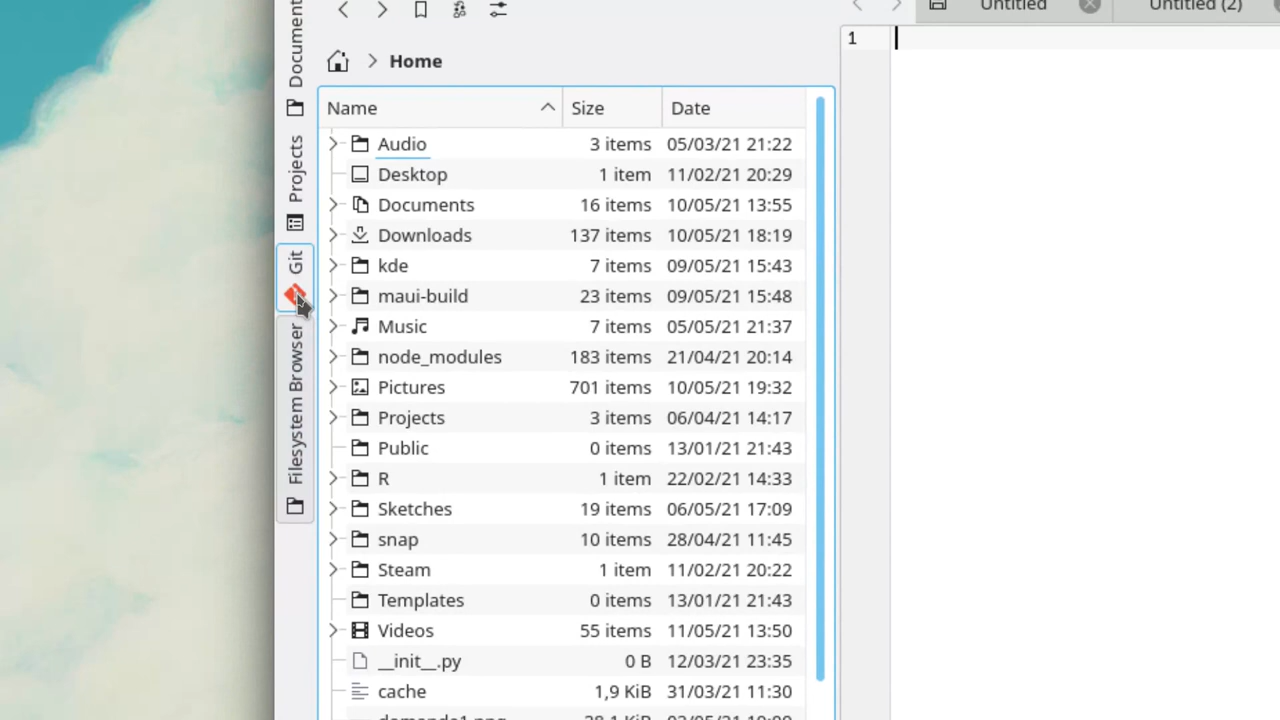 Untitled
Untitled (2)
Document
Projects
Git
Filesystem Browser
Home
1
Name Size Date
Audio 3 items 05/03/21 21:22
Desktop 1 item 11/02/21 20:29
Documents 16 items 10/05/21 13:55
Downloads 137 items 10/05/21 18:19
kde 7 items 09/05/21 15:43
maui-build 23 items 09/05/21 15:48
Music 7 items 05/05/21 21:37
node_modules 183 items 21/04/21 20:14
Pictures 701 items 10/05/21 19:32
Projects 3 items 06/04/21 14:17
Public 0 items 13/01/21 21:43
R 1 item 22/02/21 14:33
Sketches 19 items 06/05/21 17:09
snap 10 items 28/04/21 11:45
Steam 1 item 11/02/21 20:22
Templates 0 items 13/01/21 21:43
Videos 55 items 11/05/21 13:50
__init__.py 0 B 12/03/21 23:35
cache 1,9 KiB 31/03/21 11:30